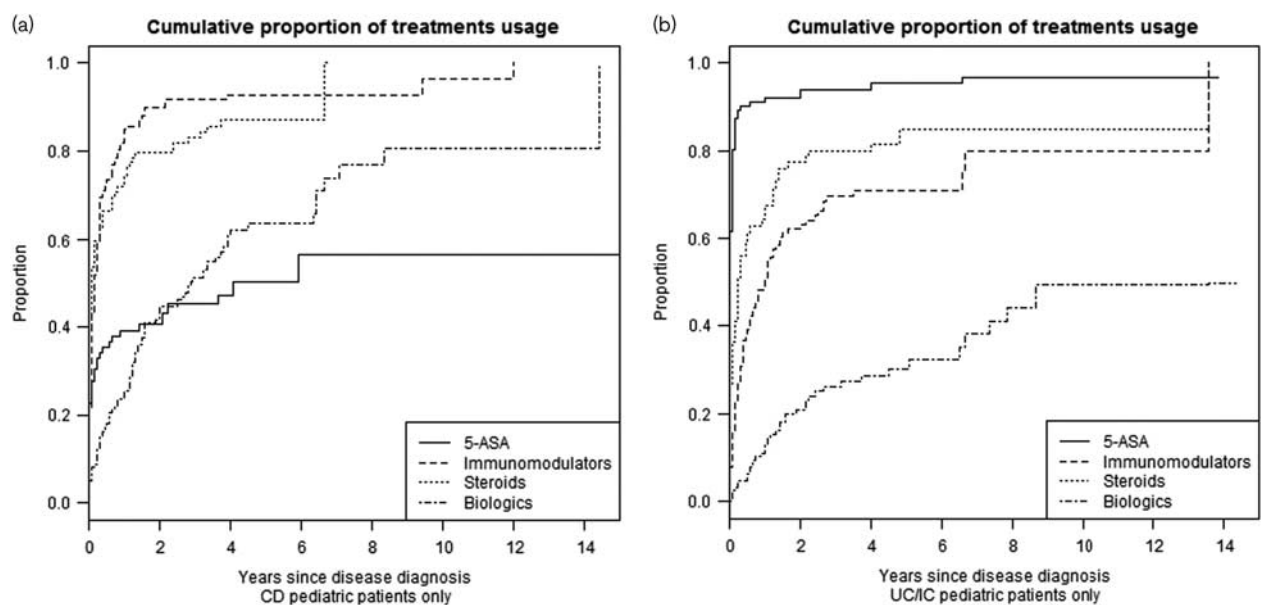 (a)
Cumulative proportion of treatments usage
Proportion
1.0
0.8
0.6
0.4
0.2
0.0
5-ASA
Immunomodulators
Steroids
Biologics
0 2 4 6 8 10 12 14
Years since disease diagnosis
CD pediatric patients only
(b)
Cumulative proportion of treatments usage
Proportion
1.0
0.8
0.6
0.4
0.2
0.0
5-ASA
Immunomodulators
Steroids
Biologics
0 2 4 6 8 10 12 14
Years since disease diagnosis
UC/IC pediatric patients only